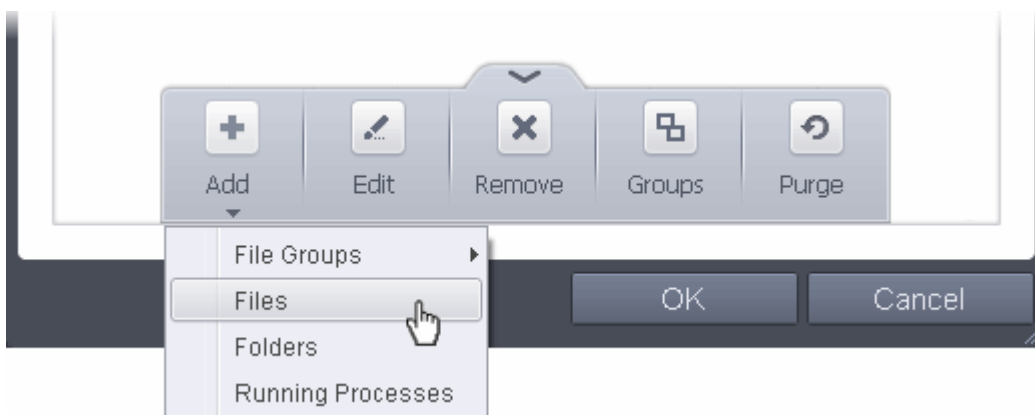 Add Edit Remove Groups Purge
File Groups
Files
OK Cancel
Folders
Running Processes